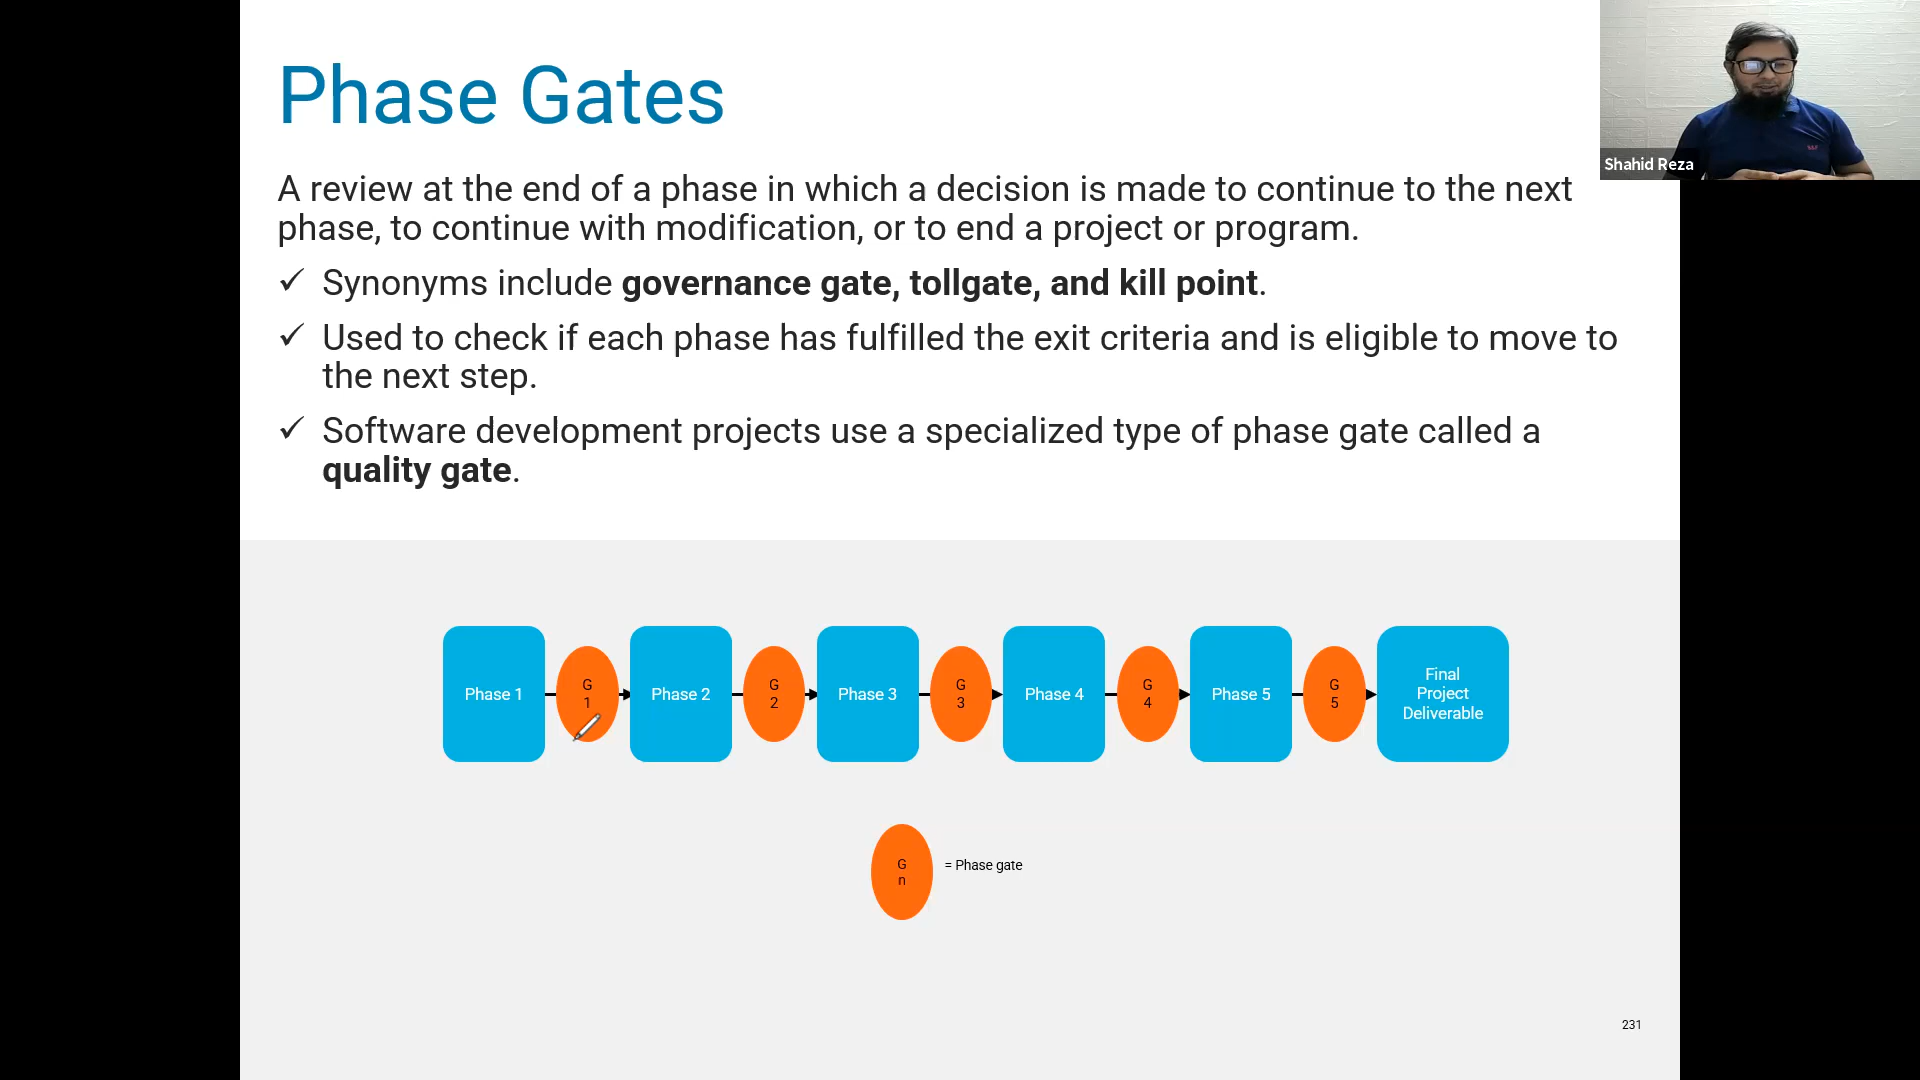 Phase Gates
Shahid Reza
A review at the end of a phase in which a decision is made to continue to the next
phase, to continue with modification, or to end a project or program.
✓ Synonyms include governance gate, tollgate, and kill point.
✓ Used to check if each phase has fulfilled the exit criteria and is eligible to move to
the next step.
✓ Software development projects use a specialized type of phase gate called a
quality gate.
Phase 1
G
1
Phase 2
G
2
Phase 3
G
3
Phase 4
G
4
Phase 5
G
5
Final
Project
Deliverable
G
n
= Phase gate
231